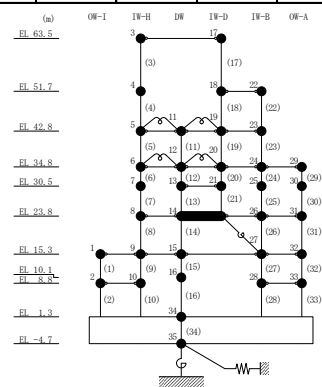 (m) OW-I IW-H DW IW-D IW-B OW-A
EL 63.5 3 17
(3) (17)
EL 51.7 4 18 22
(4) 11 19 (18) (22)
EL 42.8 5 23
(5) 12 (11) 20 (19) (23)
EL 34.8 6 24 29
(6) 13 (12) 21 (20) 25 (24) 30 (29)
EL 30.5 7
(7) (13) (21) (25) (30)
EL 23.8 8 14 26 31
(8) (14) 27 (26) (31)
EL 15.3 1 9 15 32
(1) (9) (15) (27) (32)
EL 10.1 2 10 16 28 33
EL 8.8
(2) (10) (16) (28) (33)
EL 1.3 34
(34)
EL -4.7 35